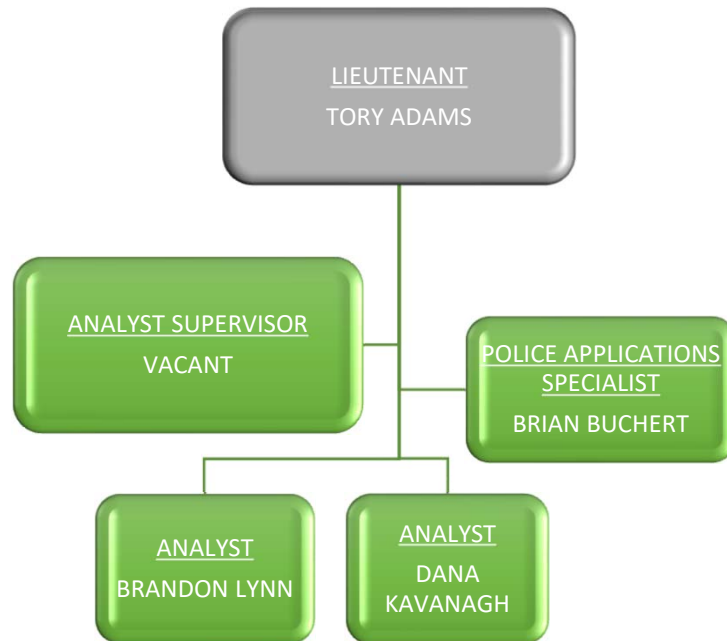 LIEUTENANT
TORY ADAMS
ANALYST SUPERVISOR
VACANT
POLICE APPLICATIONS
SPECIALIST
BRIAN BUCHERT
ANALYST
BRANDON LYNN
ANALYST
DANA
KAVANAGH